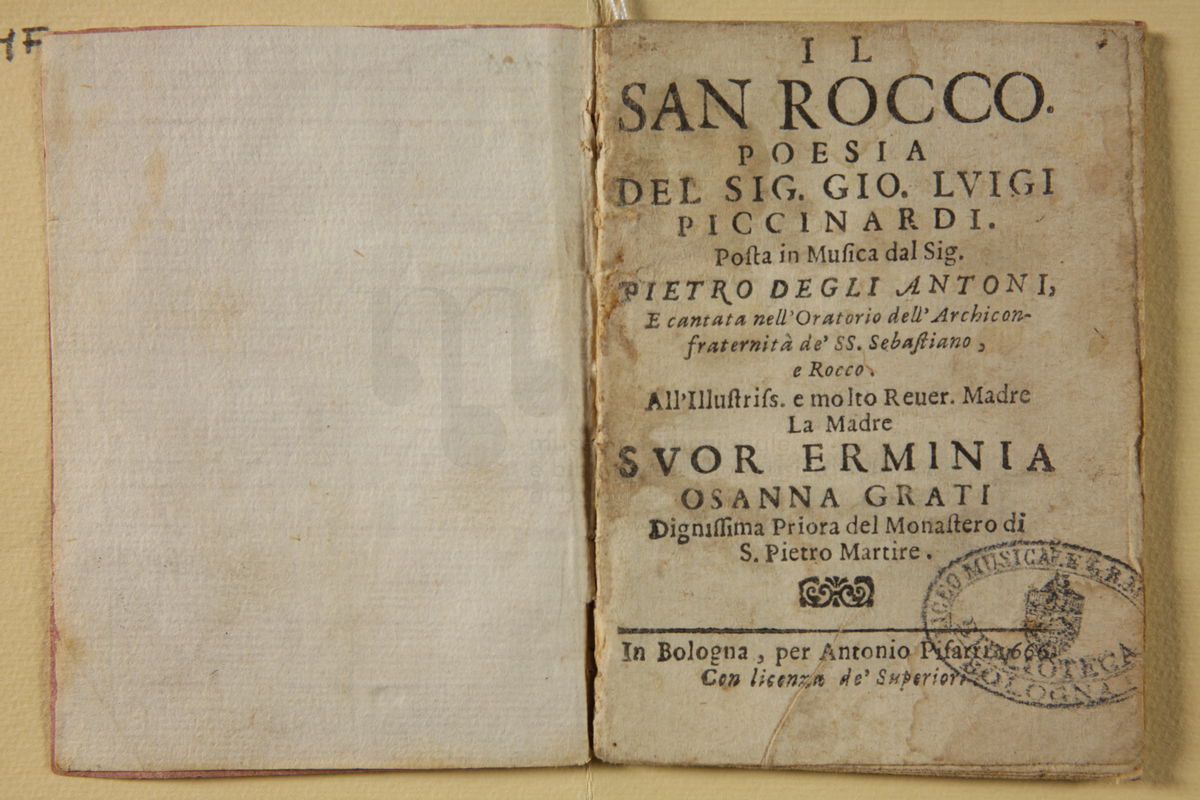 HF
IL
SAN ROCCO.
POESIA
DEL SIG. GIO. LVIGI
PICCINARDI.
Poſta in Muſica dal Sig.
PIETRO DEGLI ANTONI,
E cantata nell'Oratorio dell'Archicon-
fraternità de' SS. Sebaſtiano,
e Rocco.
All'Illuſtriſs. e molto Reuer. Madre
La Madre
SVOR ERMINIA
OSANNA GRATI
Digniſſima Priora del Monaſtero di
S. Pietro Martire.
In Bologna, per Antonio Piſarri 1666.
Con licenza de' Superiori.
LICEO MUSICALE G.B.M
BIBLIOTECA
BOLOGNA